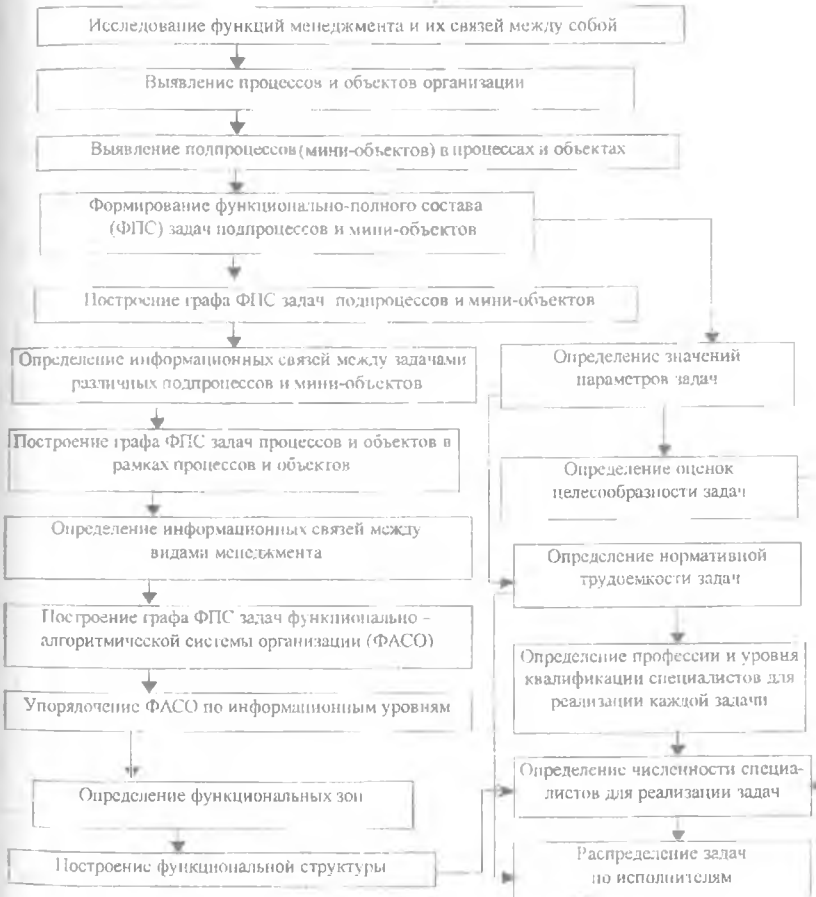 Исследование функций менеджмента и их связей между собой
Выявление процессов и объектов организации
Выявление подпроцессов(мини-объектов) в процессах и объектах
Формирование функционально-полного состава
(ФПС) задач подпроцессов и мини-объектов
Построение графа ФПС задач подпроцессов и мини-объектов
Определение информационных связей между задачами
различных подпроцессов и мини-объектов
Построение графа ФПС задач процессов и объектов в
рамках процессов и объектов
Определение информационных связей между
видами менеджмента
Построение графа ФПС задач функционально -
алгоритмической системы организации (ФАСО)
Упорядочение ФАСО по информационным уровням
Определение функциональных зон
Построение функциональной структуры
Определение значений
параметров задач
Определение оценок
целесообразности задач
Определение нормативной
трудоемкости задач
Определение профессии и уровня
квалификации специалистов для
реализации каждой задачи
Определение численности специа-
листов для реализации задач
Распределение задач
по исполнителям